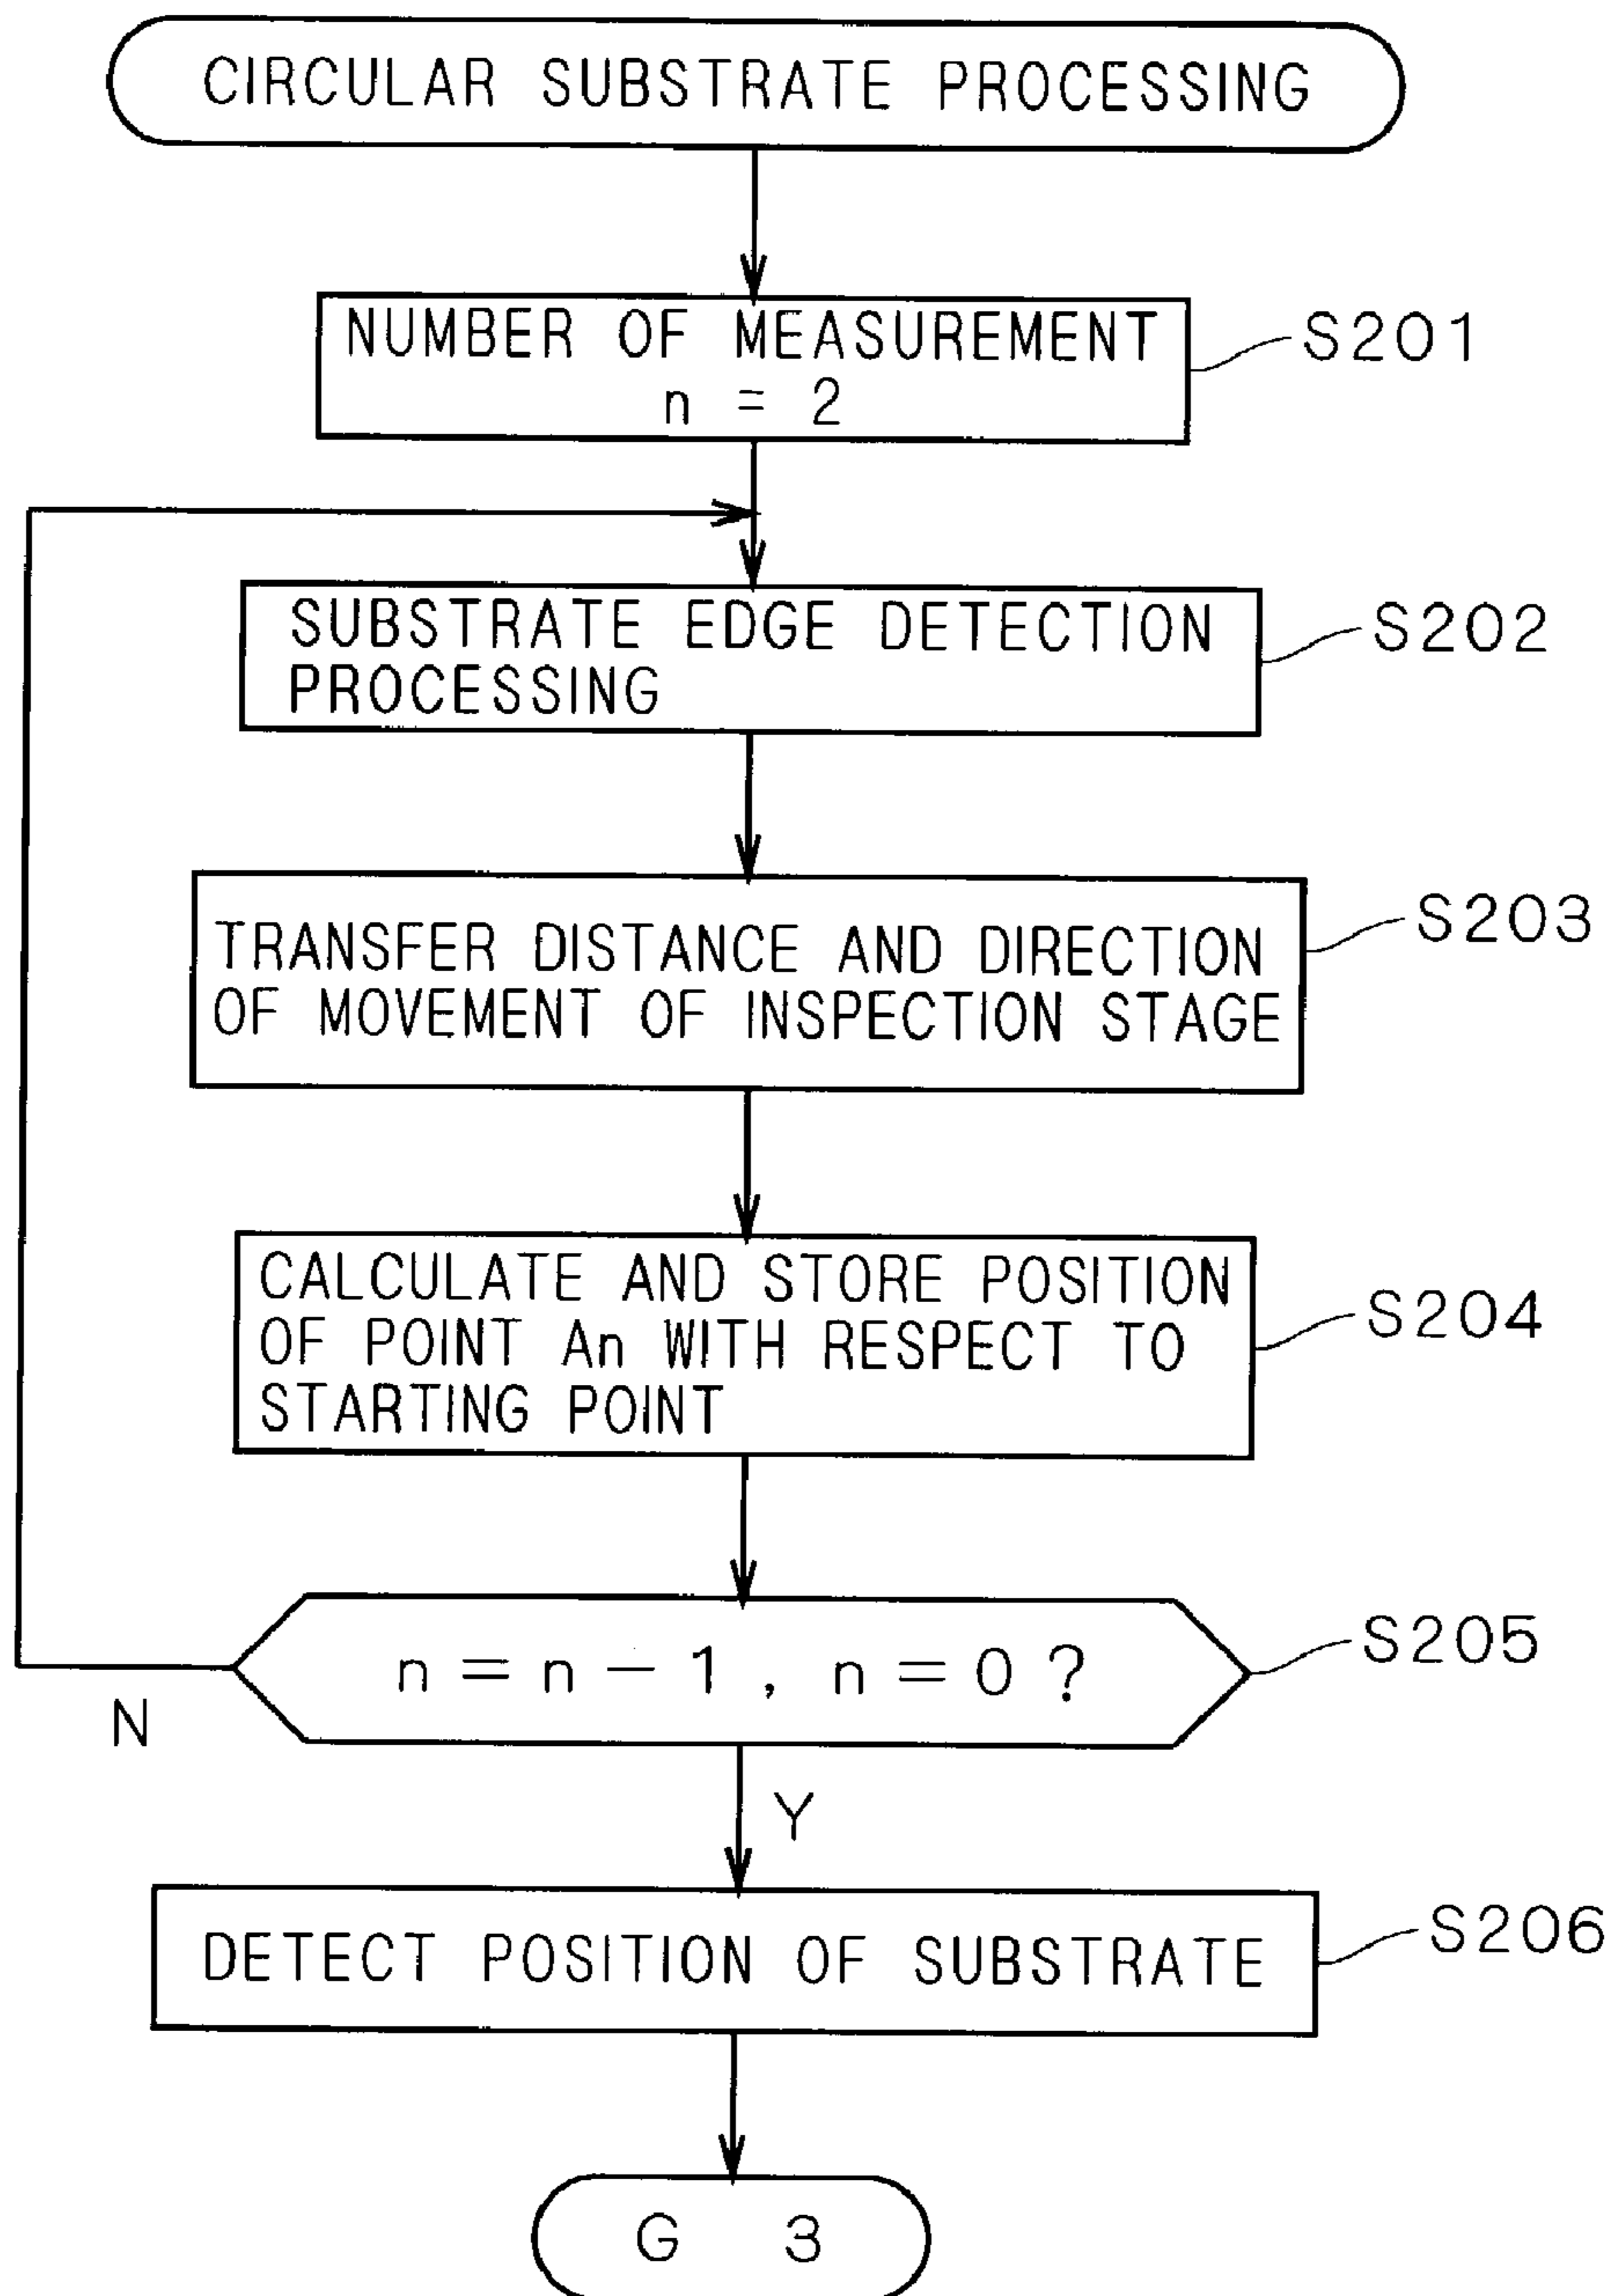 CIRCULAR SUBSTRATE PROCESSING
NUMBER OF MEASUREMENT
n = 2
S201
SUBSTRATE EDGE DETECTION
PROCESSING
S202
TRANSFER DISTANCE AND DIRECTION
OF MOVEMENT OF INSPECTION STAGE
S203
CALCULATE AND STORE POSITION
OF POINT An WITH RESPECT TO
STARTING POINT
S204
n = n - 1 , n = 0 ?
S205
N
Y
DETECT POSITION OF SUBSTRATE
S206
G 3